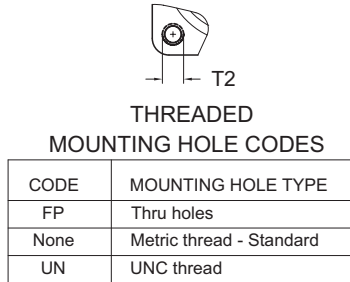 T2
THREADED
MOUNTING HOLE CODES
CODE MOUNTING HOLE TYPE
FP Thru holes
None Metric thread - Standard
UN UNC thread